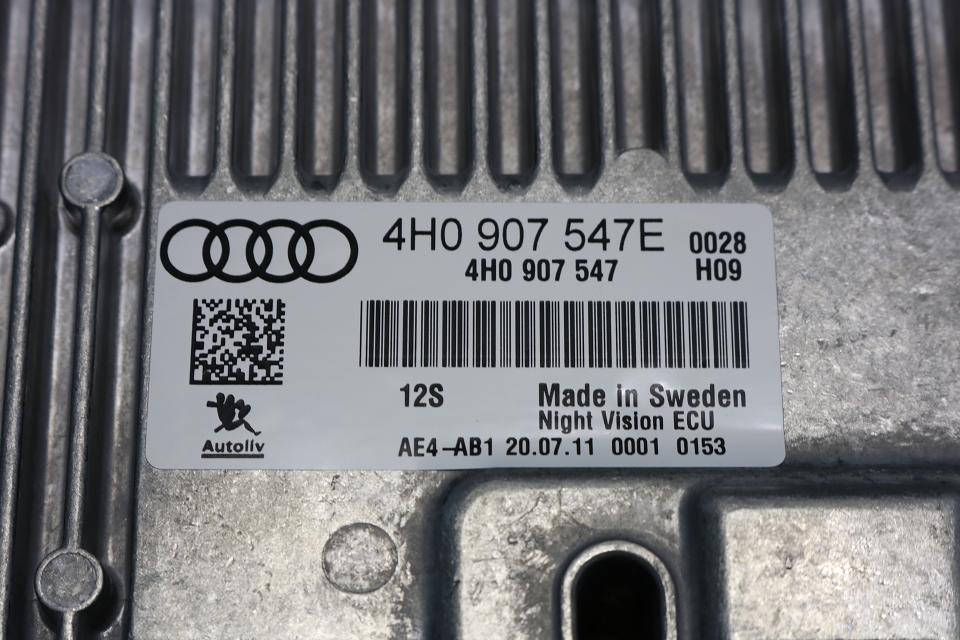 4H0 907 547E 0028
4H0 907 547 H09
12S Made in Sweden
Night Vision ECU
Autoliv
AE4-AB1 20.07.11 0001 0153